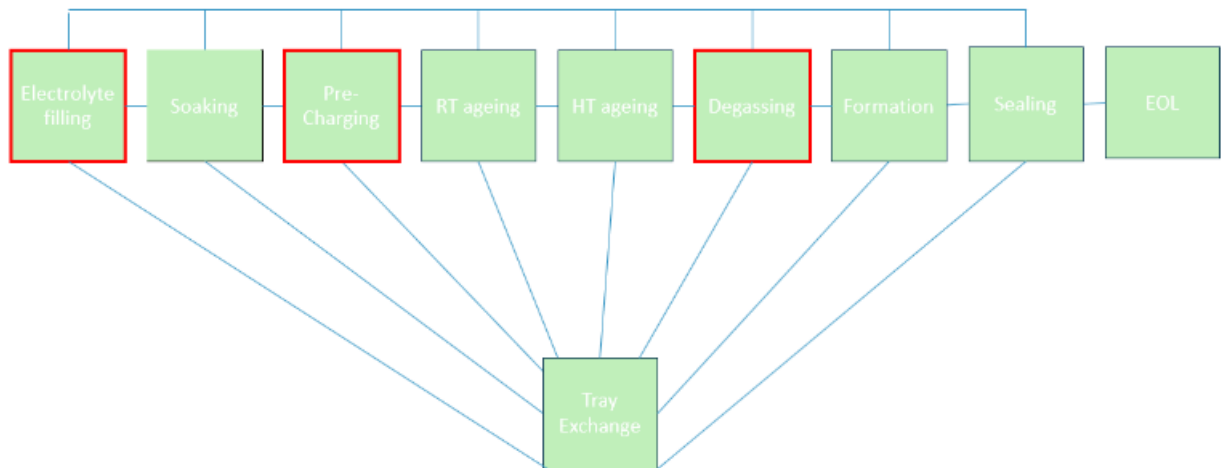 Electrolyte
filling
Soaking
Pre-
Charging
RT ageing
HT ageing
Degassing
Formation
Sealing
EOL
Tray
Exchange